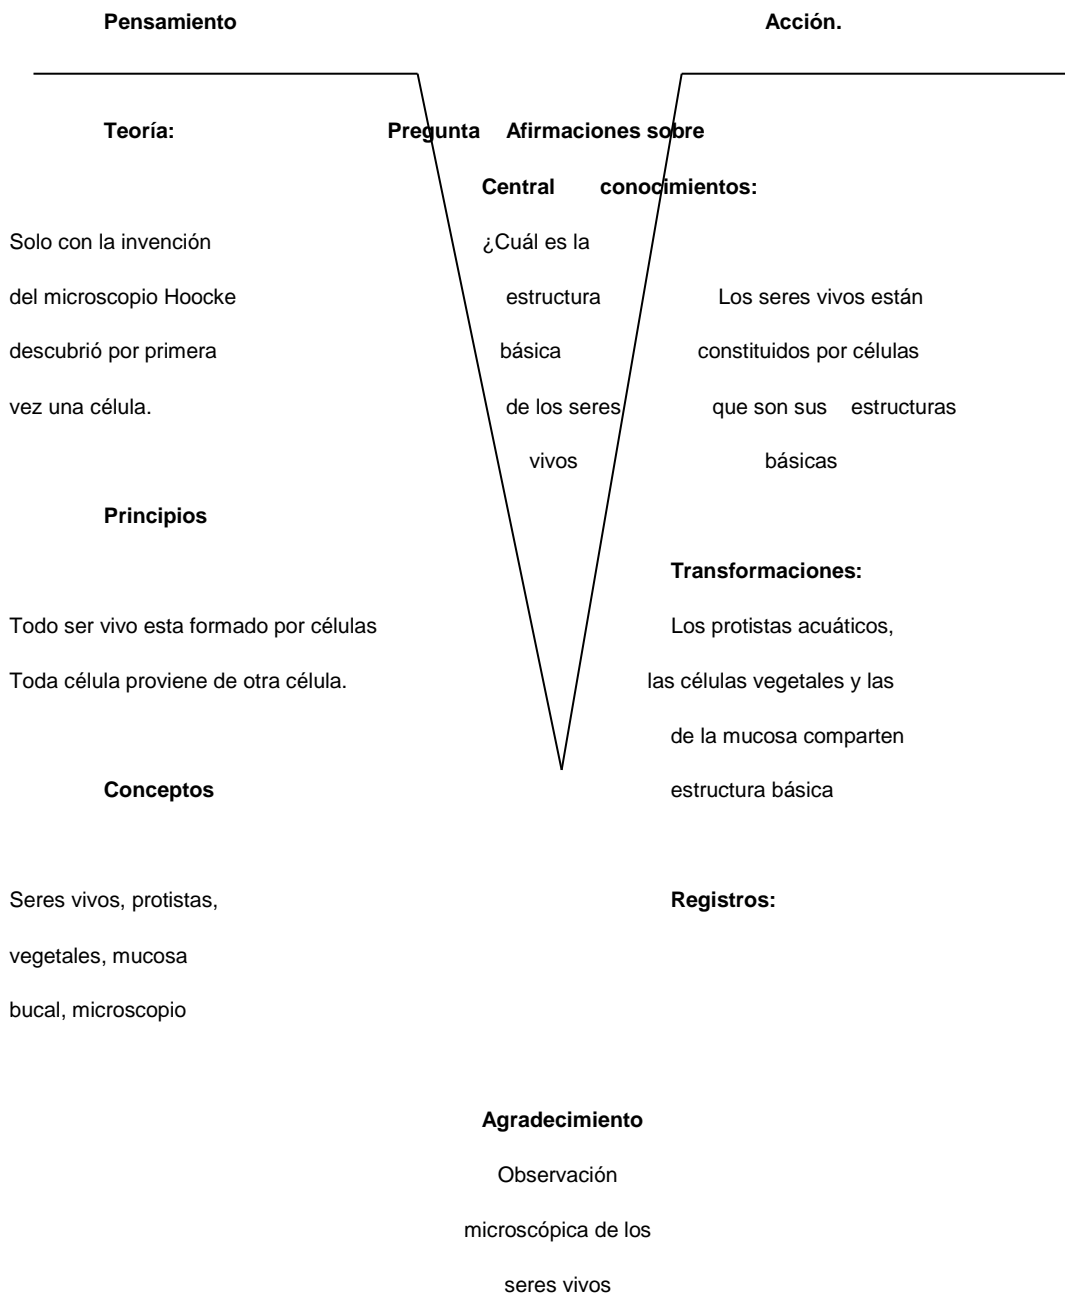 Pensamiento Acción.
Teoría: Pregunta Afirmaciones sobre
Central conocimientos:
Solo con la invención ¿Cuál es la
del microscopio Hoocke estructura Los seres vivos están
descubrió por primera básica constituidos por células
vez una célula. de los seres que son sus estructuras
vivos básicas
Principios
Transformaciones:
Todo ser vivo esta formado por células Los protistas acuáticos,
Toda célula proviene de otra célula. las células vegetales y las
de la mucosa comparten
Conceptos estructura básica
Seres vivos, protistas, Registros:
vegetales, mucosa
bucal, microscopio
Agradecimiento
Observación
microscópica de los
seres vivos